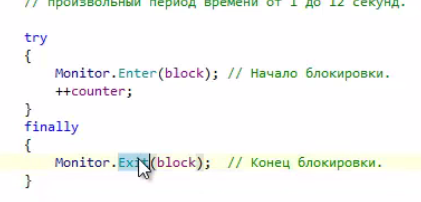 // произвольный период времени от 1 до 12 секунд.
try
{
Monitor.Enter(block); // Начало блокировки.
++counter;
}
finally
{
Monitor.Exit(block); // Конец блокировки.
}